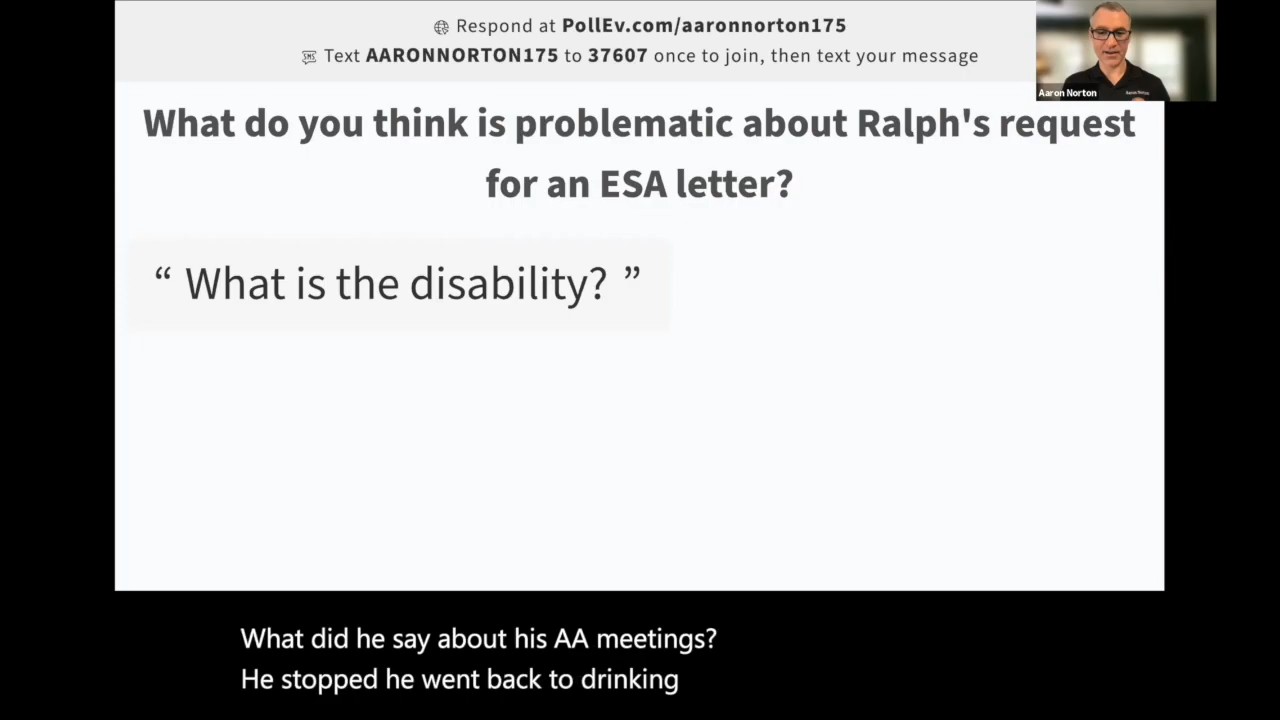 Respond at PollEv.com/aaronnorton175
Text AARONNORTON175 to 37607 once to join, then text your message
Aaron Norton
What do you think is problematic about Ralph's request
for an ESA letter?
“ What is the disability? ”
What did he say about his AA meetings?
He stopped he went back to drinking